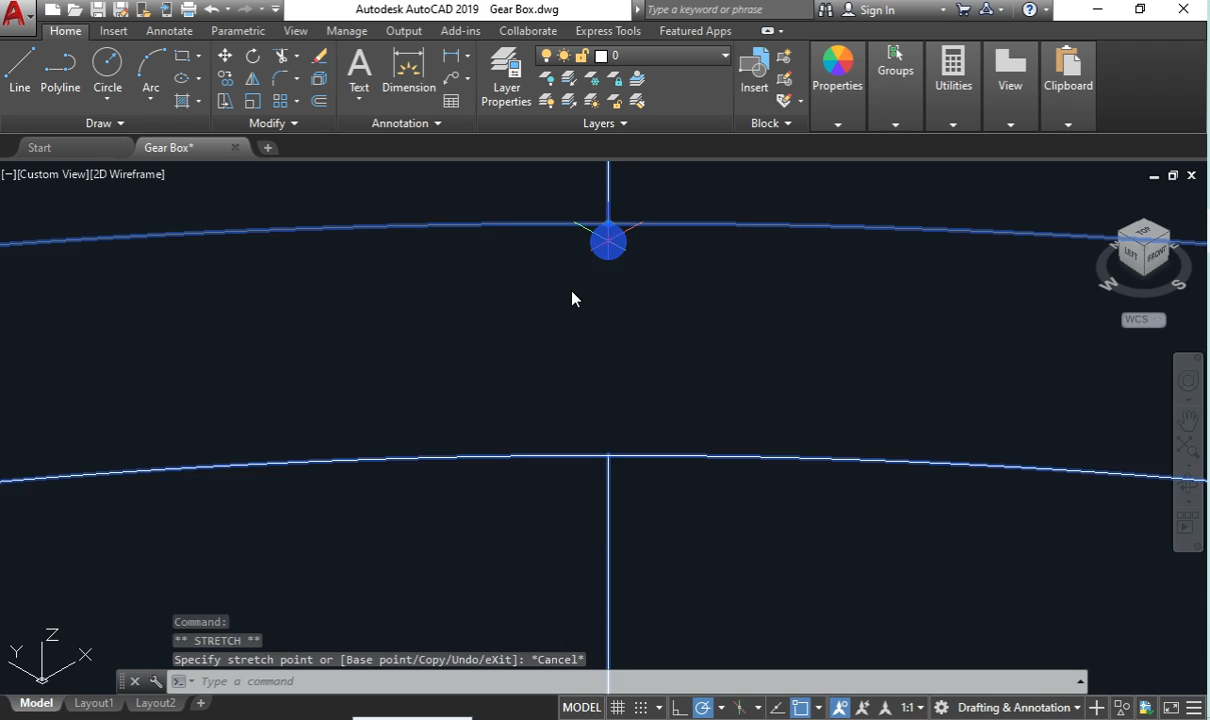 Autodesk AutoCAD 2019 Gear Box.dwg
Type a keyword or phrase
Sign In
Home Insert Annotate Parametric View Manage Output Add-ins Collaborate Express Tools Featured Apps
0
Line Polyline Circle Arc
Text Dimension
Layer Properties
Insert
Properties Groups Utilities View Clipboard
Draw Modify Annotation Layers Block
Start Gear Box*
[−][Custom View][2D Wireframe]
TOP
LEFT FRONT
W S
WCS
Z
Y X
Command:
** STRETCH **
Specify stretch point or [Base point/Copy/Undo/eXit]: *Cancel*
Type a command
Model Layout1 Layout2
MODEL 1:1 Drafting & Annotation